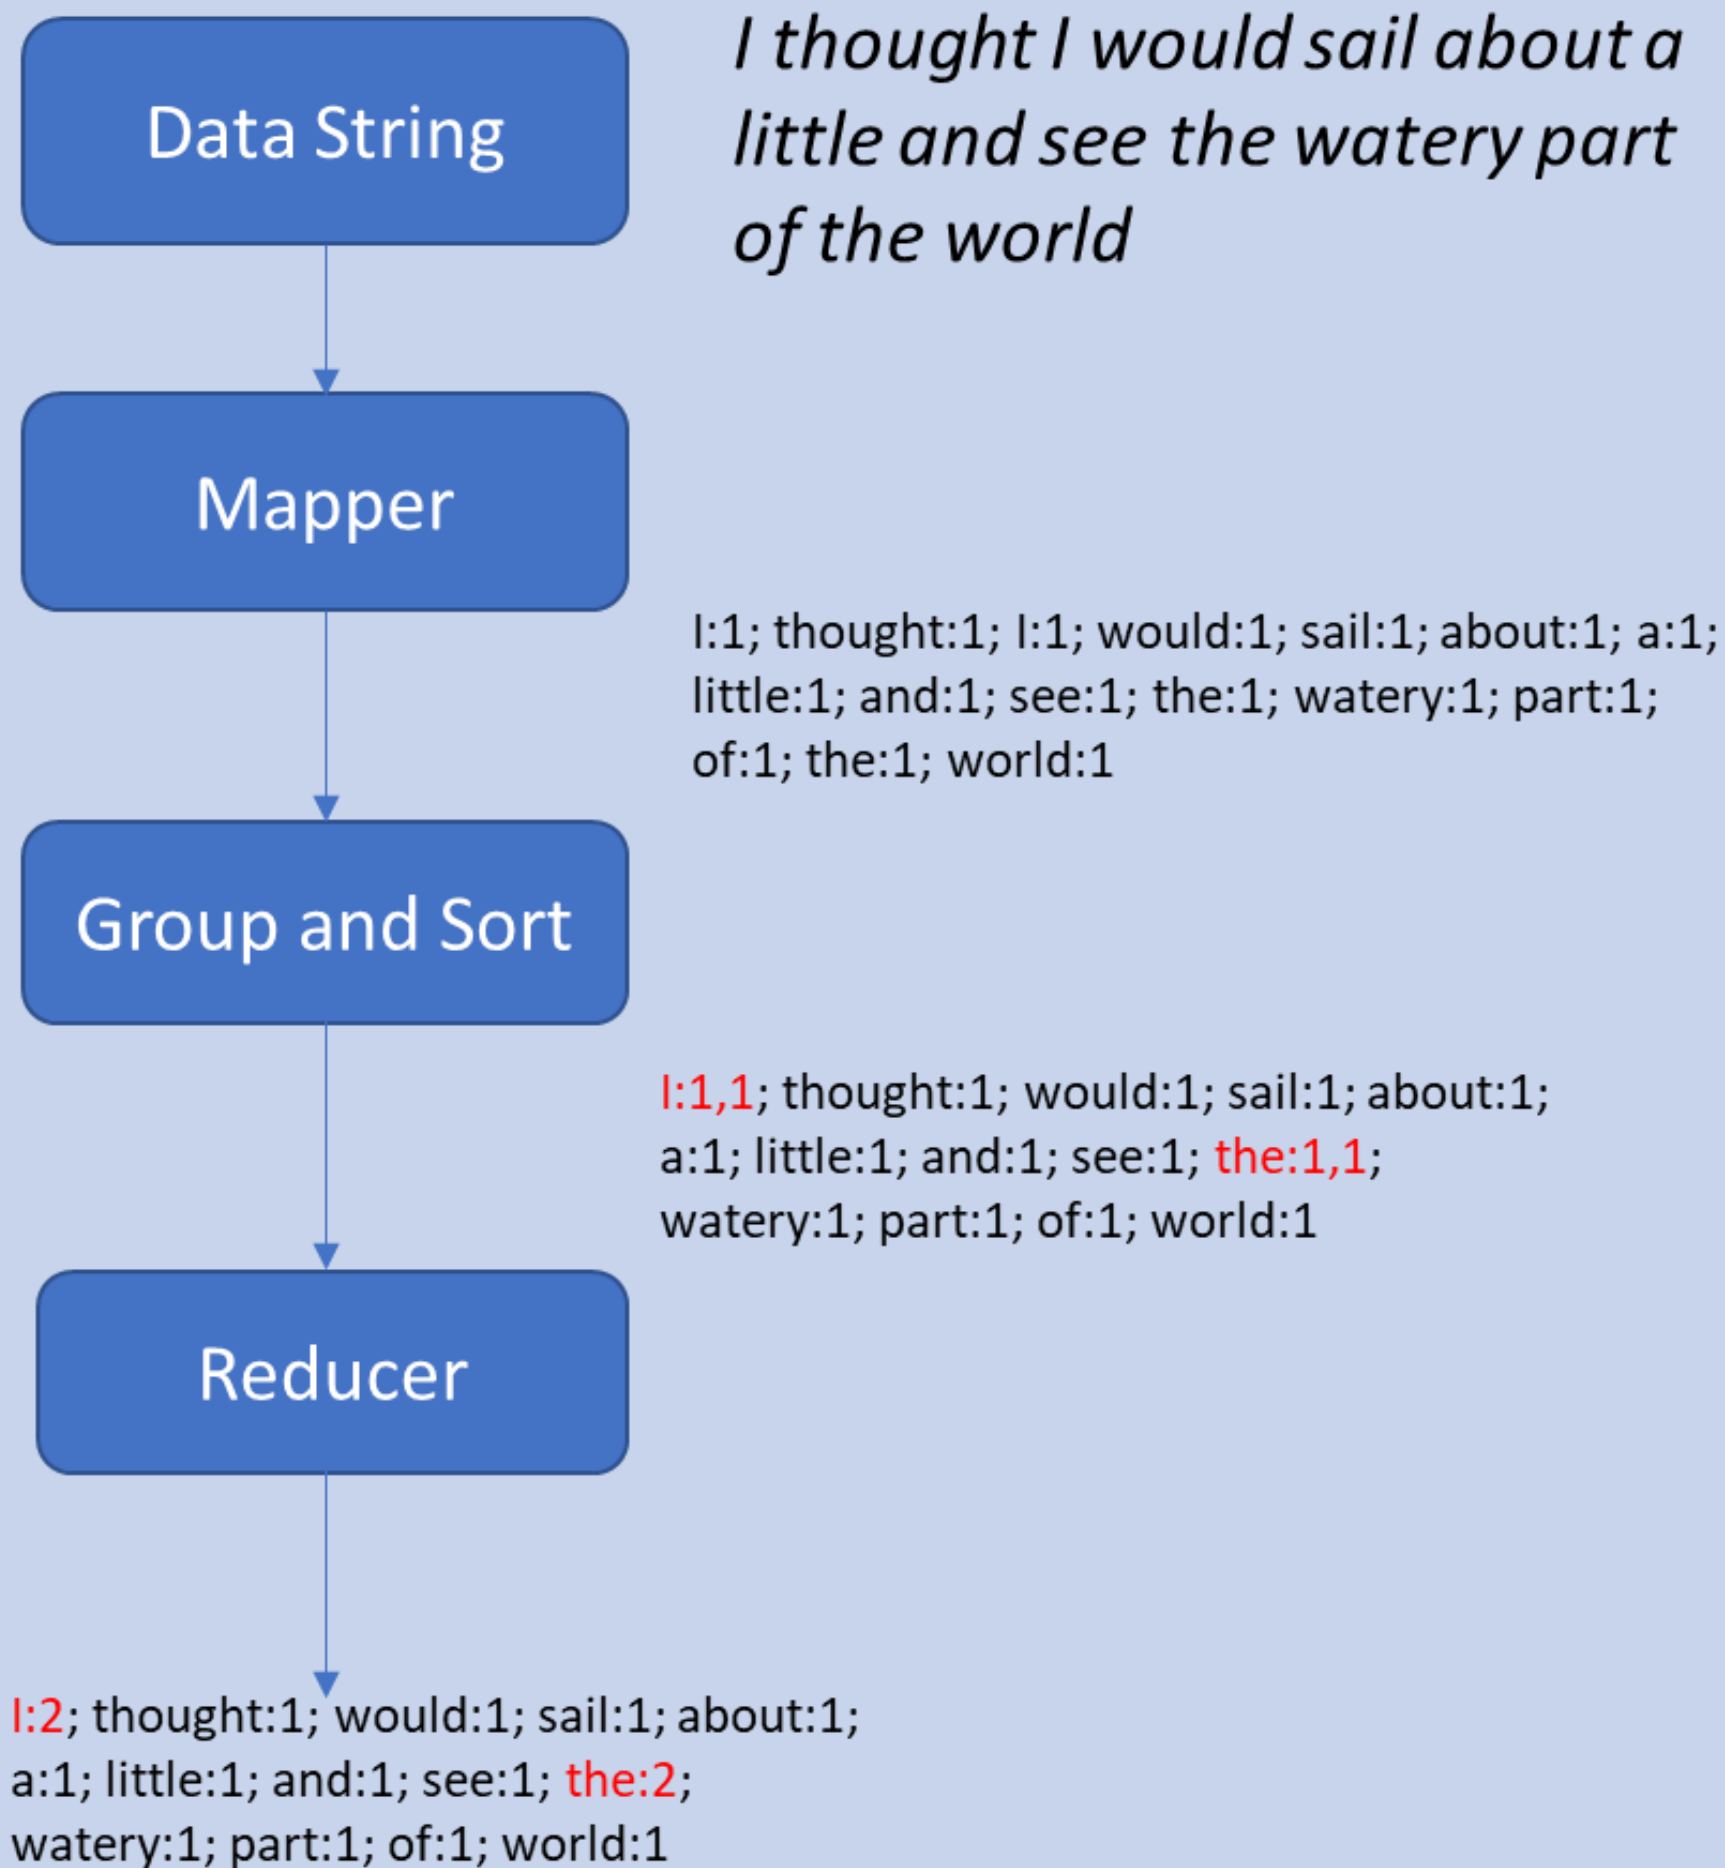 Data String
I thought I would sail about a
little and see the watery part
of the world
Mapper
I:1; thought:1; I:1; would:1; sail:1; about:1; a:1;
little:1; and:1; see:1; the:1; watery:1; part:1;
of:1; the:1; world:1
Group and Sort
I:1,1; thought:1; would:1; sail:1; about:1;
a:1; little:1; and:1; see:1; the:1,1;
watery:1; part:1; of:1; world:1
Reducer
I:2; thought:1; would:1; sail:1; about:1;
a:1; little:1; and:1; see:1; the:2;
watery:1; part:1; of:1; world:1